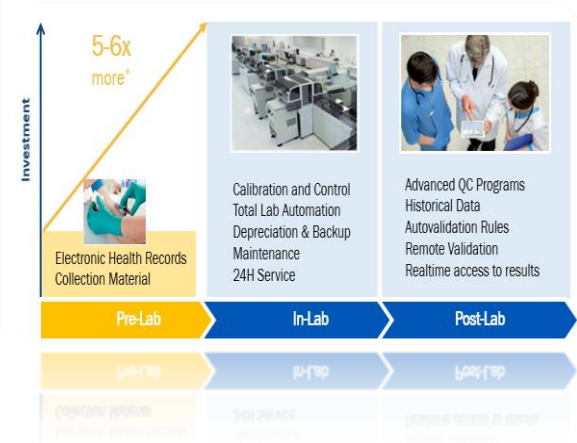 5-6x
more*
Investment
Electronic Health Records
Collection Material
Calibration and Control
Total Lab Automation
Depreciation & Backup
Maintenance
24H Service
Advanced QC Programs
Historical Data
Autovalidation Rules
Remote Validation
Realtime access to results
Pre-Lab
In-Lab
Post-Lab